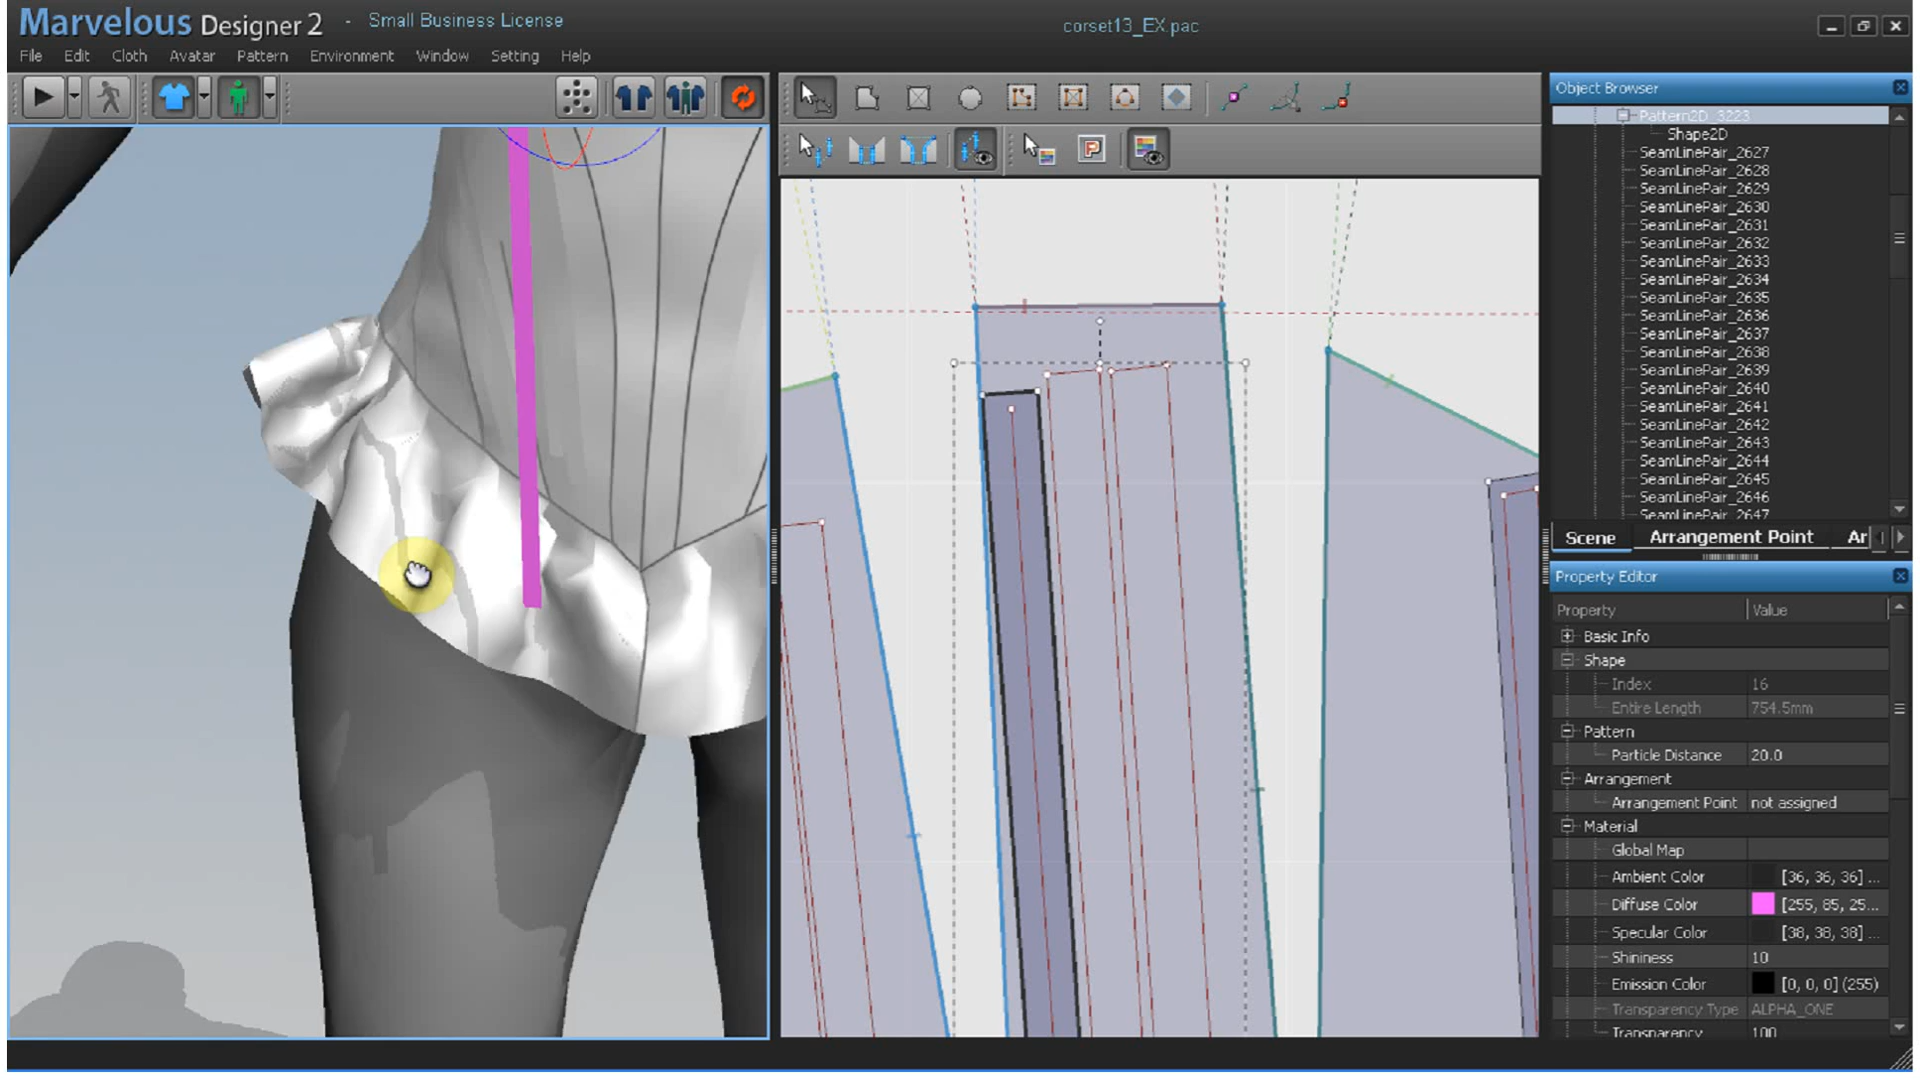 Marvelous Designer 2 - Small Business License
corset13_EX.pac
File Edit Cloth Avatar Pattern Environment Window Setting Help
Object Browser
Pattern2D_3223
Shape2D
SeamLinePair_2627
SeamLinePair_2628
SeamLinePair_2629
SeamLinePair_2630
SeamLinePair_2631
SeamLinePair_2632
SeamLinePair_2633
SeamLinePair_2634
SeamLinePair_2635
SeamLinePair_2636
SeamLinePair_2637
SeamLinePair_2638
SeamLinePair_2639
SeamLinePair_2640
SeamLinePair_2641
SeamLinePair_2642
SeamLinePair_2643
SeamLinePair_2644
SeamLinePair_2645
SeamLinePair_2646
SeamLinePair_2647
Scene Arrangement Point Ar
Property Editor
Property Value
Basic Info
Shape
Index 16
Entire Length 754.5mm
Pattern
Particle Distance 20.0
Arrangement
Arrangement Point not assigned
Material
Global Map
Ambient Color [36, 36, 36] ...
Diffuse Color [255, 85, 25...
Specular Color [38, 38, 38] ...
Shininess 10
Emission Color [0, 0, 0] (255)
Transparency Type ALPHA_ONE
Transparency 100
P